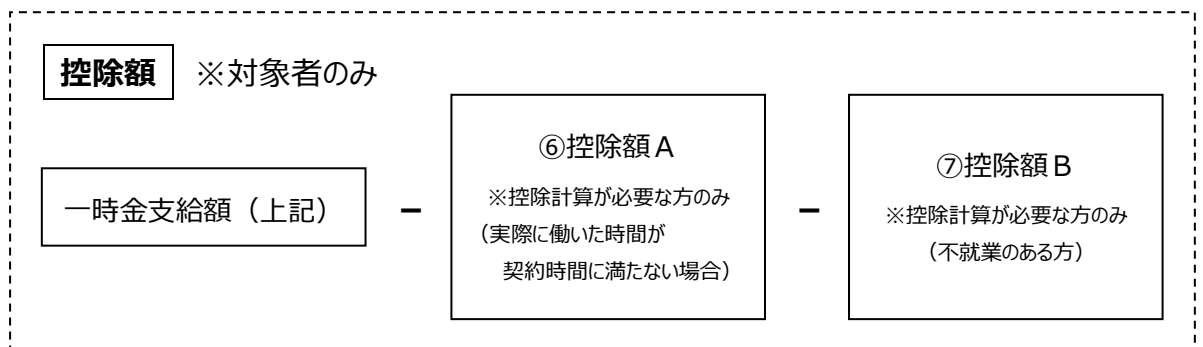 控除額 ※対象者のみ
一時金支給額（上記）
－
⑥控除額A
※控除計算が必要な方のみ
（実際に働いた時間が
契約時間に満たない場合）
－
⑦控除額B
※控除計算が必要な方のみ
（不就業のある方）